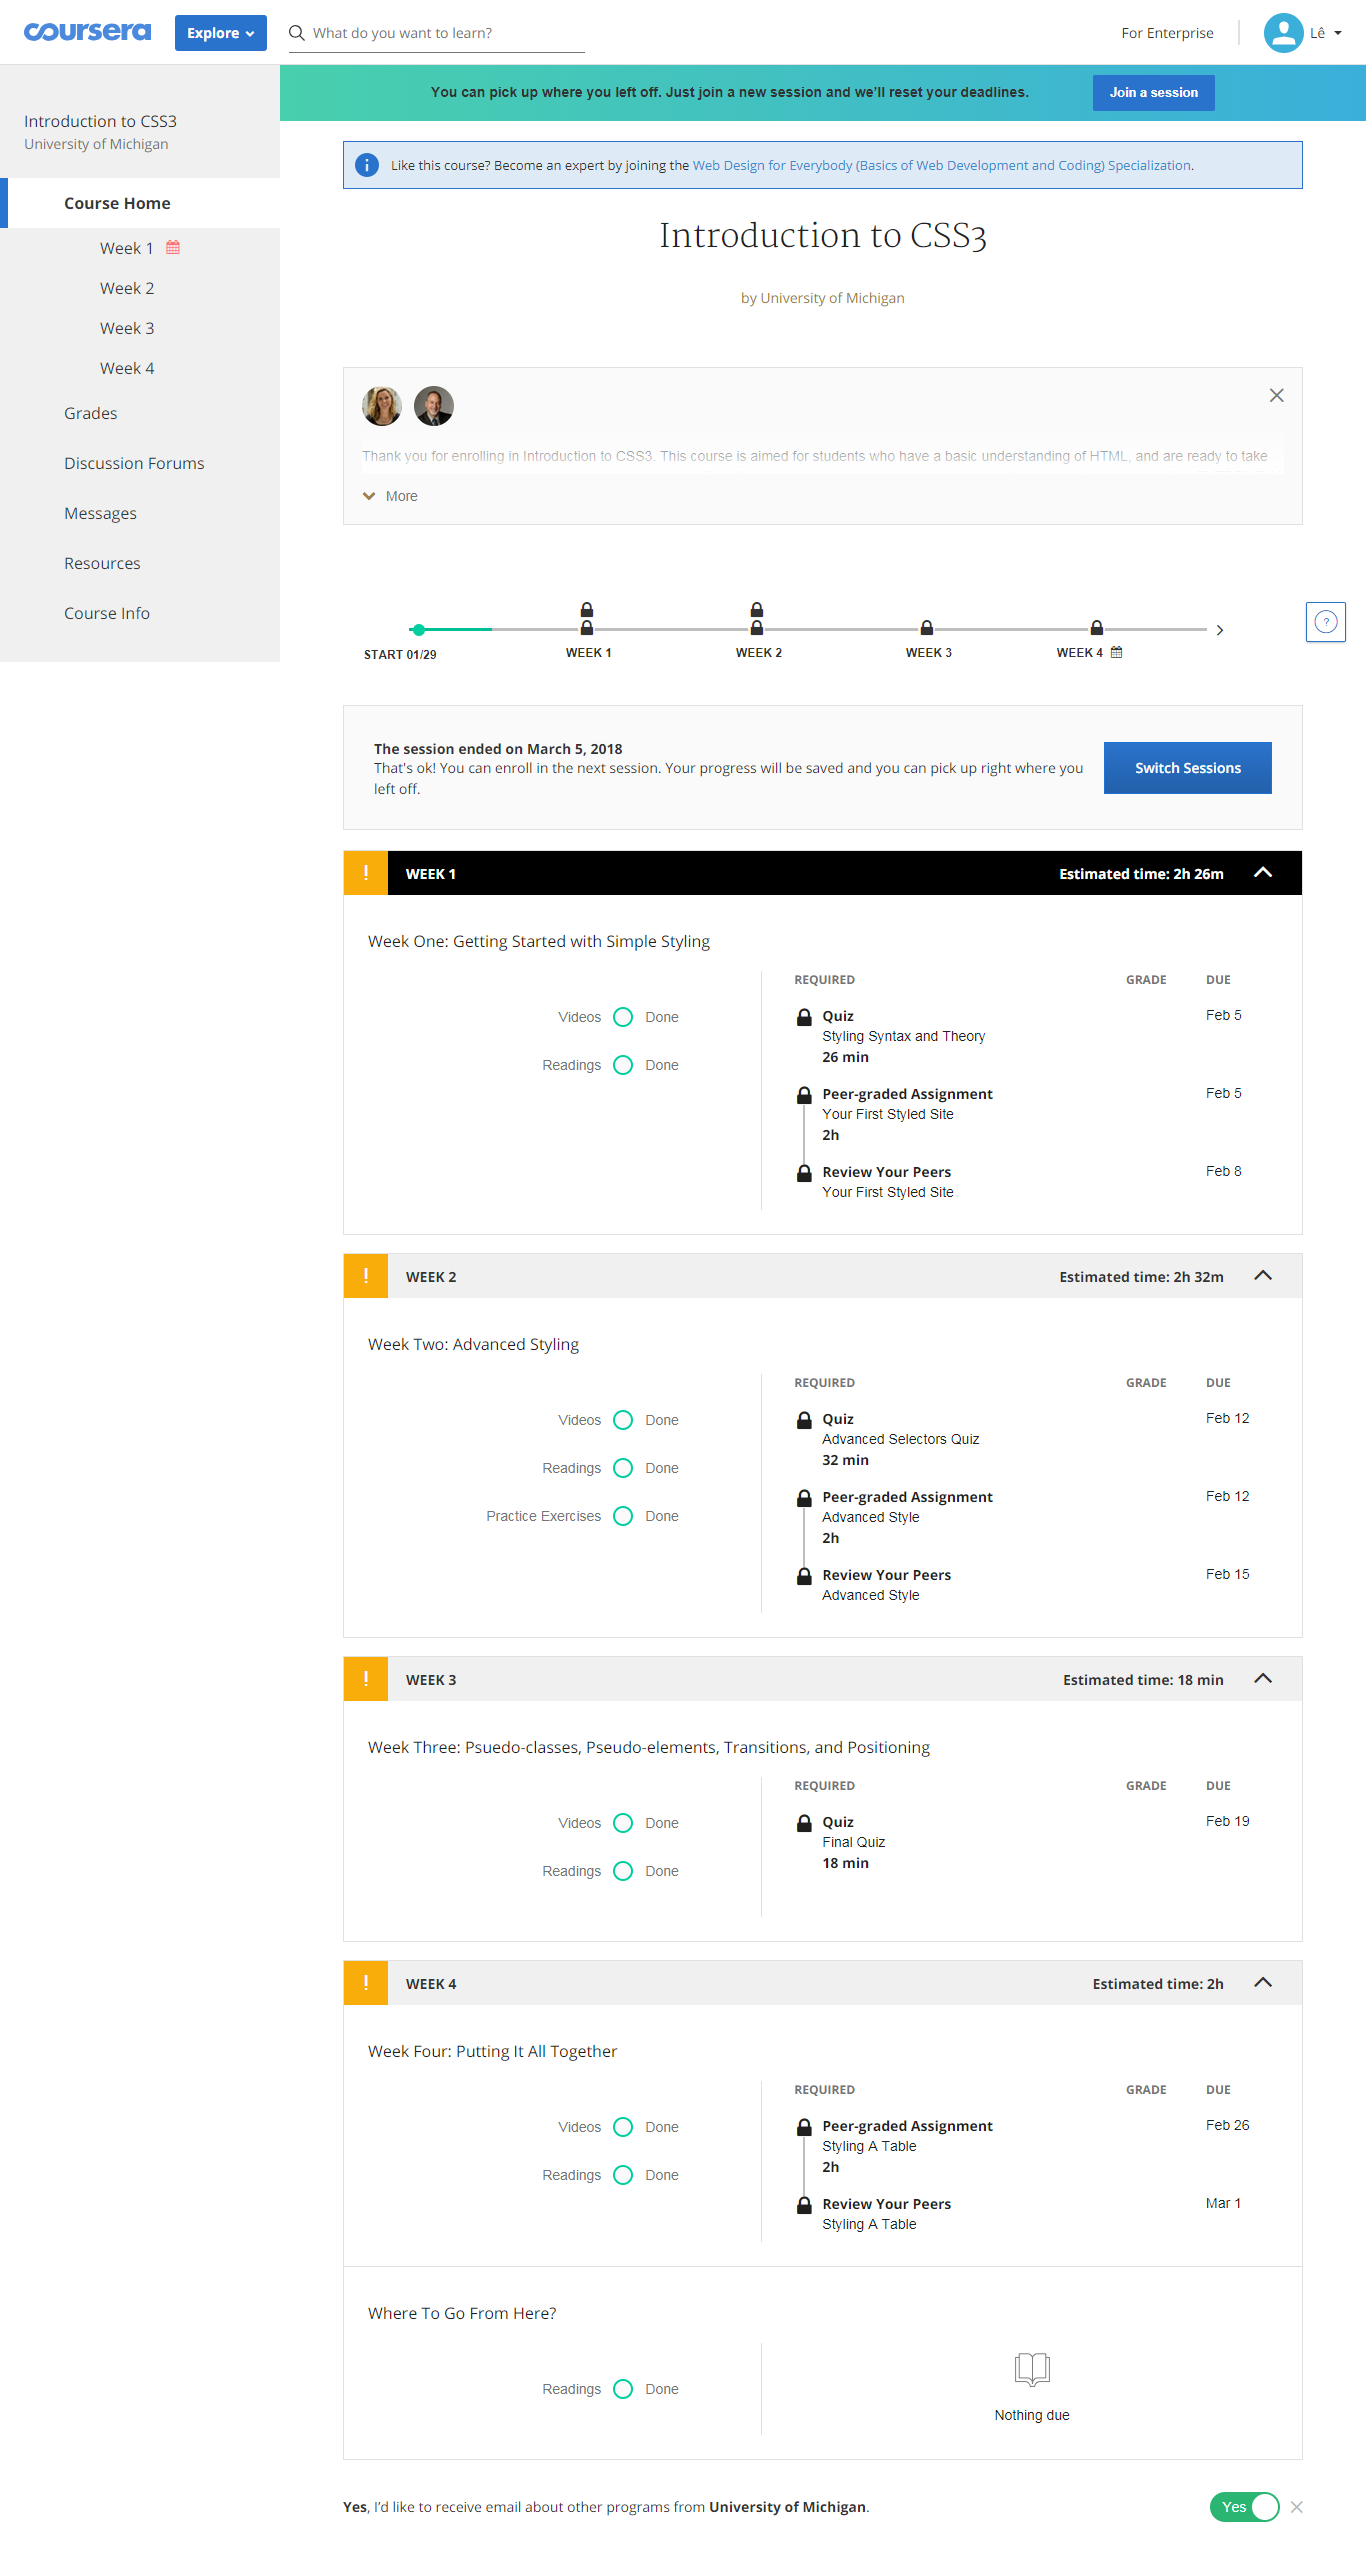 coursera
Explore
What do you want to learn?
For Enterprise
Lê
You can pick up where you left off. Just join a new session and we'll reset your deadlines.
Join a session
Introduction to CSS3
University of Michigan
Course Home
Week 1
Week 2
Week 3
Week 4
Grades
Discussion Forums
Messages
Resources
Course Info
Like this course? Become an expert by joining the Web Design for Everybody (Basics of Web Development and Coding) Specialization.
Introduction to CSS3
by University of Michigan
Thank you for enrolling in Introduction to CSS3. This course is aimed for students who have a basic understanding of HTML, and are ready to take
More
START 01/29
WEEK 1
WEEK 2
WEEK 3
WEEK 4
?
The session ended on March 5, 2018
That's ok! You can enroll in the next session. Your progress will be saved and you can pick up right where you
left off.
Switch Sessions
! WEEK 1 Estimated time: 2h 26m
Week One: Getting Started with Simple Styling
Videos Done
Readings Done
REQUIRED GRADE DUE
Quiz Feb 5
Styling Syntax and Theory
26 min
Peer-graded Assignment Feb 5
Your First Styled Site
2h
Review Your Peers Feb 8
Your First Styled Site
! WEEK 2 Estimated time: 2h 32m
Week Two: Advanced Styling
Videos Done
Readings Done
Practice Exercises Done
REQUIRED GRADE DUE
Quiz Feb 12
Advanced Selectors Quiz
32 min
Peer-graded Assignment Feb 12
Advanced Style
2h
Review Your Peers Feb 15
Advanced Style
! WEEK 3 Estimated time: 18 min
Week Three: Psuedo-classes, Pseudo-elements, Transitions, and Positioning
Videos Done
Readings Done
REQUIRED GRADE DUE
Quiz Feb 19
Final Quiz
18 min
! WEEK 4 Estimated time: 2h
Week Four: Putting It All Together
Videos Done
Readings Done
REQUIRED GRADE DUE
Peer-graded Assignment Feb 26
Styling A Table
2h
Review Your Peers Mar 1
Styling A Table
Where To Go From Here?
Readings Done
Nothing due
Yes, I'd like to receive email about other programs from University of Michigan.
Yes